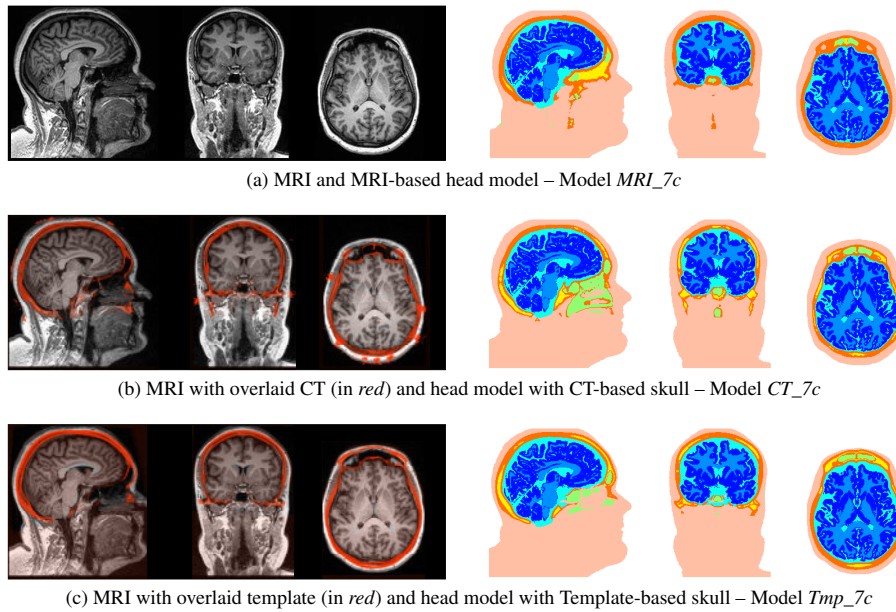 (a) MRI and MRI-based head model – Model MRI_7c
(b) MRI with overlaid CT (in red) and head model with CT-based skull – Model CT_7c
(c) MRI with overlaid template (in red) and head model with Template-based skull – Model Tmp_7c